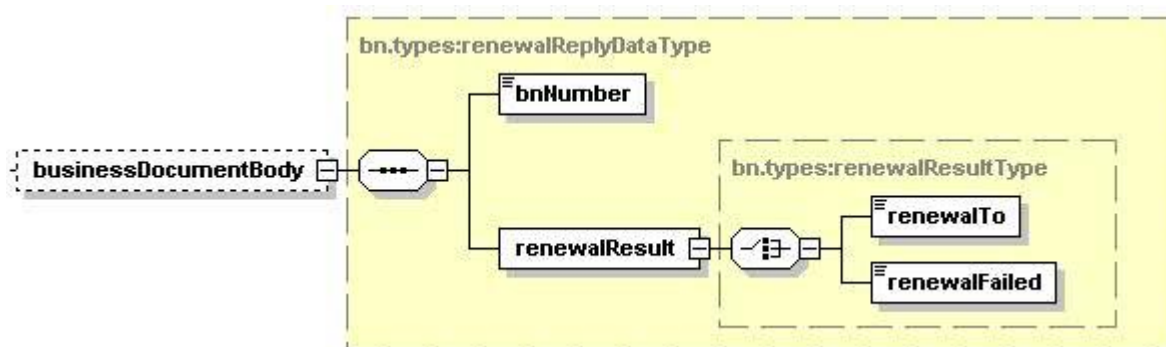 bn.types:renewalReplyDataType
bnNumber
businessDocumentBody
bn.types:renewalResultType
renewalTo
renewalResult
renewalFailed